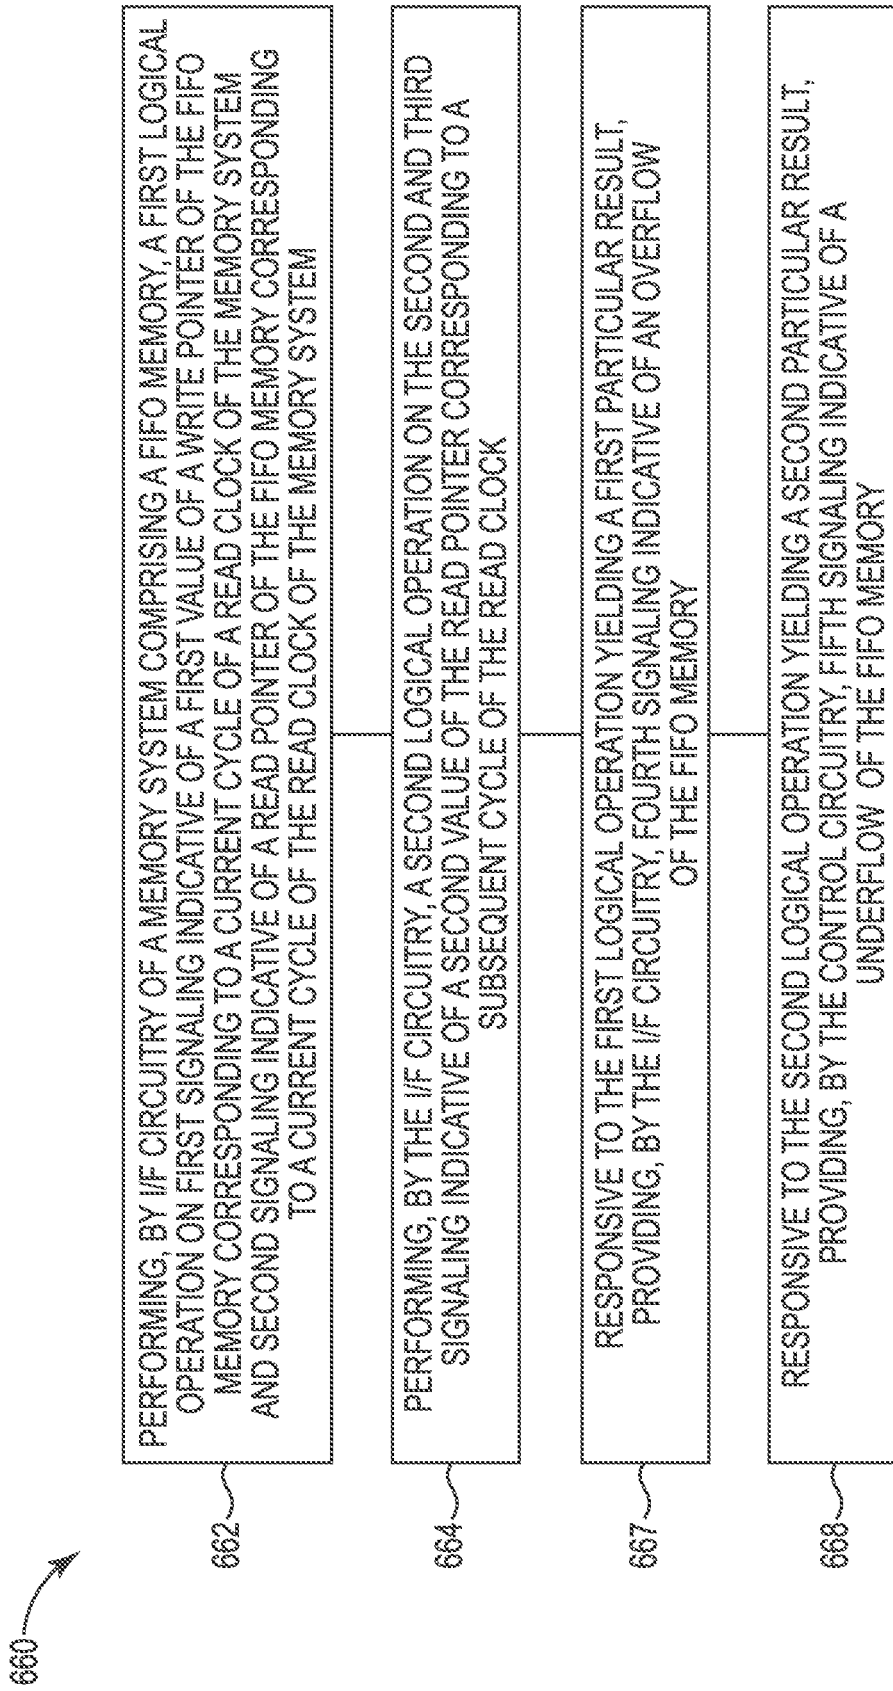 660
662
PERFORMING, BY I/F CIRCUITRY OF A MEMORY SYSTEM COMPRISING A FIFO MEMORY, A FIRST LOGICAL
OPERATION ON FIRST SIGNALING INDICATIVE OF A FIRST VALUE OF A WRITE POINTER OF THE FIFO
MEMORY CORRESPONDING TO A CURRENT CYCLE OF A READ CLOCK OF THE MEMORY SYSTEM
AND SECOND SIGNALING INDICATIVE OF A READ POINTER OF THE FIFO MEMORY CORRESPONDING
TO A CURRENT CYCLE OF THE READ CLOCK OF THE MEMORY SYSTEM
664
PERFORMING, BY THE I/F CIRCUITRY, A SECOND LOGICAL OPERATION ON THE SECOND AND THIRD
SIGNALING INDICATIVE OF A SECOND VALUE OF THE READ POINTER CORRESPONDING TO A
SUBSEQUENT CYCLE OF THE READ CLOCK
667
RESPONSIVE TO THE FIRST LOGICAL OPERATION YIELDING A FIRST PARTICULAR RESULT,
PROVIDING, BY THE I/F CIRCUITRY, FOURTH SIGNALING INDICATIVE OF AN OVERFLOW
OF THE FIFO MEMORY
668
RESPONSIVE TO THE SECOND LOGICAL OPERATION YIELDING A SECOND PARTICULAR RESULT,
PROVIDING, BY THE CONTROL CIRCUITRY, FIFTH SIGNALING INDICATIVE OF A
UNDERFLOW OF THE FIFO MEMORY